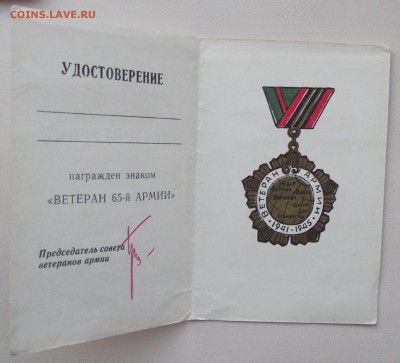 COINS.LAVE.RU
УДОСТОВЕРЕНИЕ
награжден знаком
«ВЕТЕРАН 65-й АРМИИ»
Председатель совета
ветеранов армии
ВЕТЕРАН АРМИИ
1941-1945